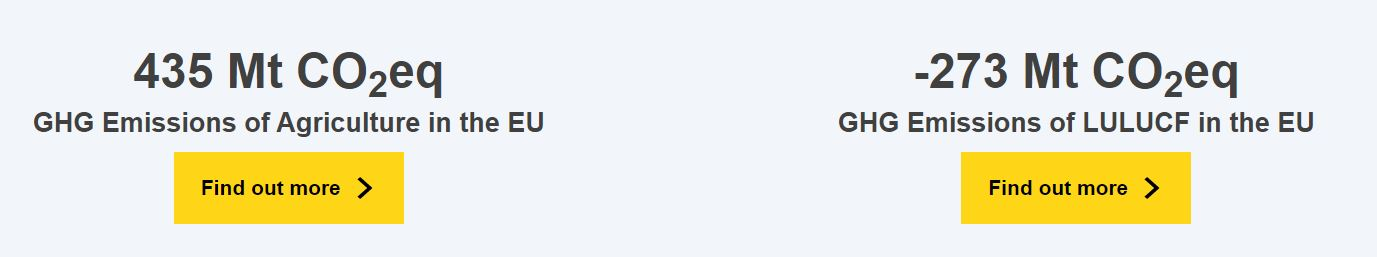 435 Mt CO₂eq
GHG Emissions of Agriculture in the EU
Find out more
-273 Mt CO₂eq
GHG Emissions of LULUCF in the EU
Find out more